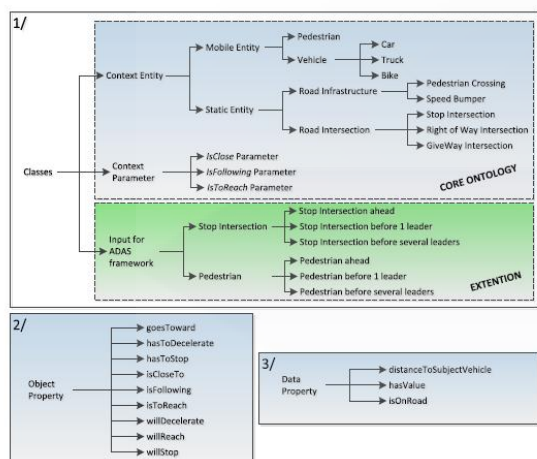 1/
Pedestrian
Mobile Entity
Car
Vehicle
Truck
Context Entity
Bike
Pedestrian Crossing
Road Infrastructure
Speed Bumper
Static Entity
Stop Intersection
Road Intersection
Right of Way Intersection
GiveWay Intersection
IsClose Parameter
Classes
Context
Parameter
IsFollowing Parameter
IsToReach Parameter
CORE ONTOLOGY
Stop Intersection ahead
Stop Intersection
Stop Intersection before 1 leader
Input for
ADAS
framework
Stop Intersection before several leaders
Pedestrian ahead
Pedestrian
Pedestrian before 1 leader
Pedestrian before several leaders
EXTENTION
2/
goesToward
hasToDecelerate
hasToStop
isCloseTo
Object
Property
isFollowing
isToReach
willDecelerate
willReach
willStop
3/
distanceToSubjectVehicle
Data
Property
hasValue
isOnRoad